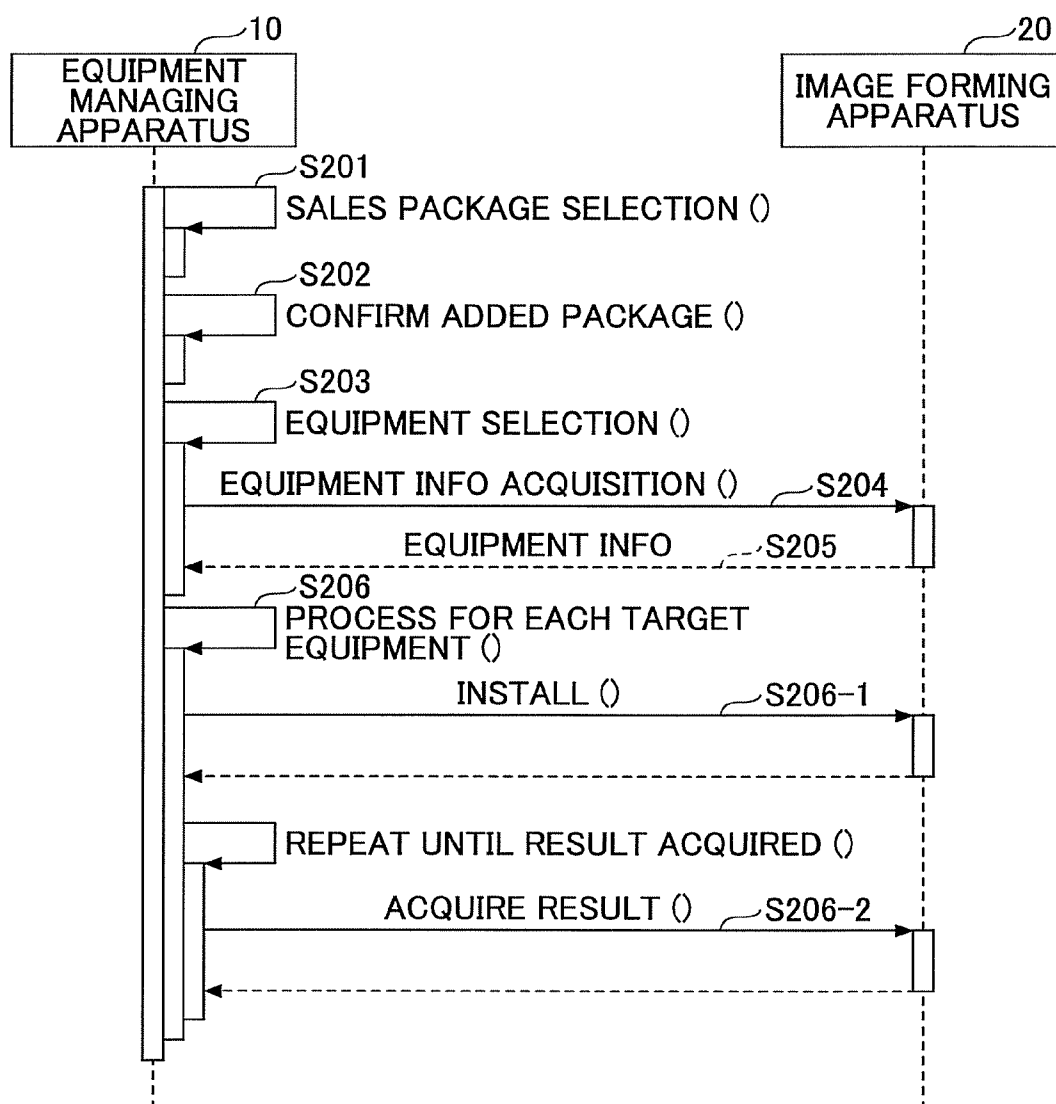 10
EQUIPMENT
MANAGING
APPARATUS
20
IMAGE FORMING
APPARATUS
S201
SALES PACKAGE SELECTION ()
S202
CONFIRM ADDED PACKAGE ()
S203
EQUIPMENT SELECTION ()
EQUIPMENT INFO ACQUISITION ()
S204
EQUIPMENT INFO
S205
S206
PROCESS FOR EACH TARGET
EQUIPMENT ()
INSTALL ()
S206-1
REPEAT UNTIL RESULT ACQUIRED ()
ACQUIRE RESULT ()
S206-2